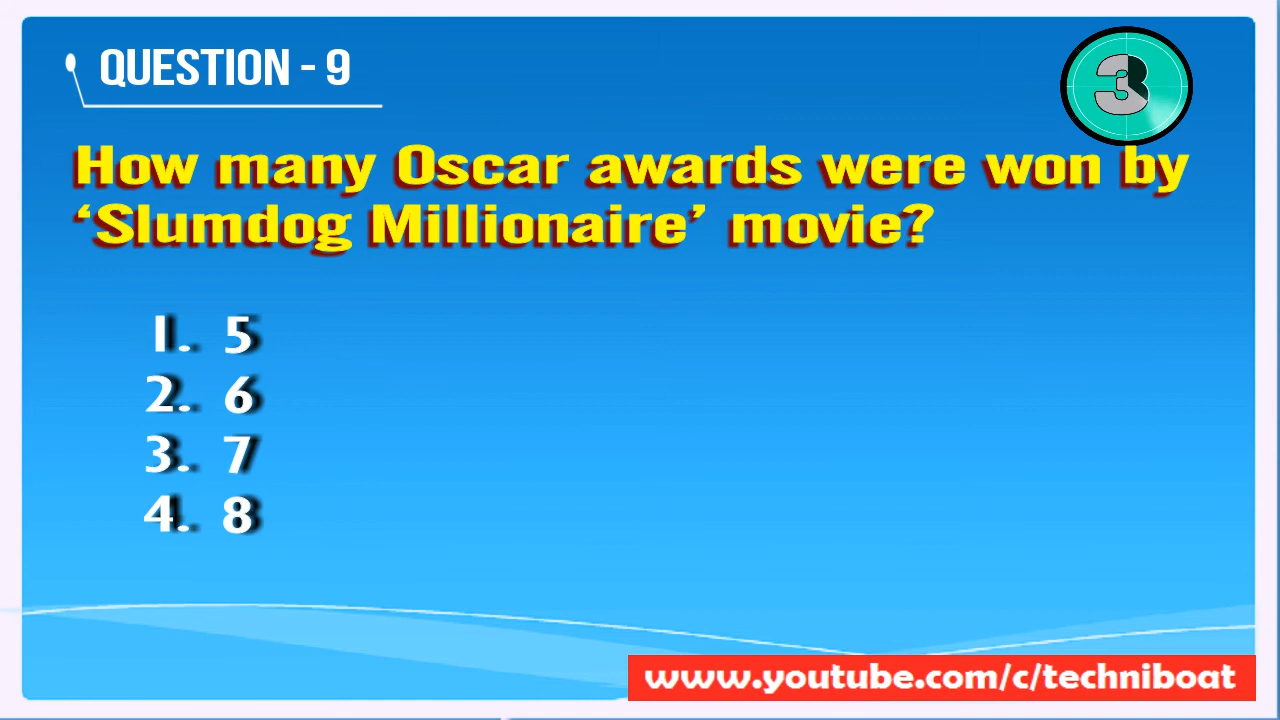 QUESTION - 9
3
How many Oscar awards were won by
‘Slumdog Millionaire’ movie?
1. 5
2. 6
3. 7
4. 8
www.youtube.com/c/techniboat